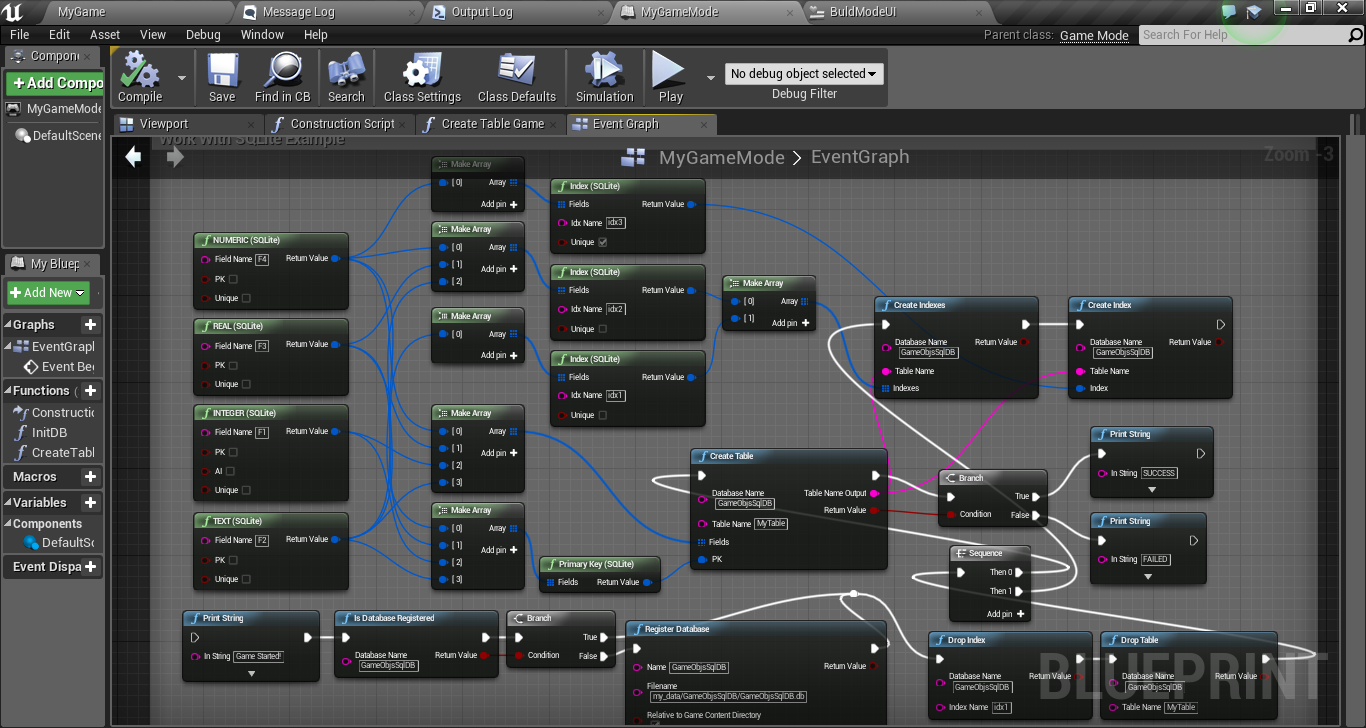 MyGame
Message Log
Output Log
MyGameMode
BuldModeUI
File Edit Asset View Debug Window Help
Parent class: Game Mode
Search For Help
Add Compo
MyGameMode
DefaultScene
Compile
Save
Find in CB
Search
Class Settings
Class Defaults
Simulation
Play
No debug object selected
Debug Filter
Viewport
Construction Script
Create Table Game
Event Graph
Work With SQLite Example
MyGameMode > EventGraph
Zoom -3
Compone
My Bluep
Add New
Graphs
EventGraph
Event Beg
Functions (
Constructic
InitDB
CreateTabl
Macros
Variables
Components
DefaultSc
Event Dispa
NUMERIC (SQLite)
Field Name F4 Return Value
PK
Unique
REAL (SQLite)
Field Name F3 Return Value
PK
Unique
INTEGER (SQLite)
Field Name F1 Return Value
PK
AI
Unique
TEXT (SQLite)
Field Name F2 Return Value
PK
Unique
Make Array
[0] Array
Add pin +
Make Array
[0] Array
[1] Add pin +
[2]
Make Array
[0] Array
Add pin +
Make Array
[0] Array
[1] Add pin +
[2]
[3]
Make Array
[0] Array
[1] Add pin +
[2]
[3]
Index (SQLite)
Fields Return Value
Idx Name idx3
Unique
Index (SQLite)
Fields Return Value
Idx Name idx2
Unique
Index (SQLite)
Fields Return Value
Idx Name idx1
Unique
Make Array
[0] Array
[1] Add pin +
Primary Key (SQLite)
Fields Return Value
Create Table
Database Name
GameObjsSqlDB
Table Name Output
Return Value
Table Name MyTable
Fields
PK
Create Indexes
Database Name
GameObjsSqlDB
Return Value
Table Name
Indexes
Create Index
Database Name
GameObjsSqlDB
Return Value
Table Name
Index
Branch
True
Condition False
Print String
In String SUCCESS
Print String
In String FAILED
Sequence
Then 0
Then 1
Add pin +
Print String
In String Game Started!
Is Database Registered
Database Name
GameObjsSqlDB
Return Value
Branch
True
Condition False
Register Database
Name GameObjsSqlDB
Return Value
Filename
my_data/GameObjsSqlDB/GameObjsSqlDB.db
Relative to Game Content Directory
Drop Index
Database Name
GameObjsSqlDB
Return Value
Index Name idx1
Drop Table
Database Name
GameObjsSqlDB
Return Value
Table Name MyTable
BLUEPRINT